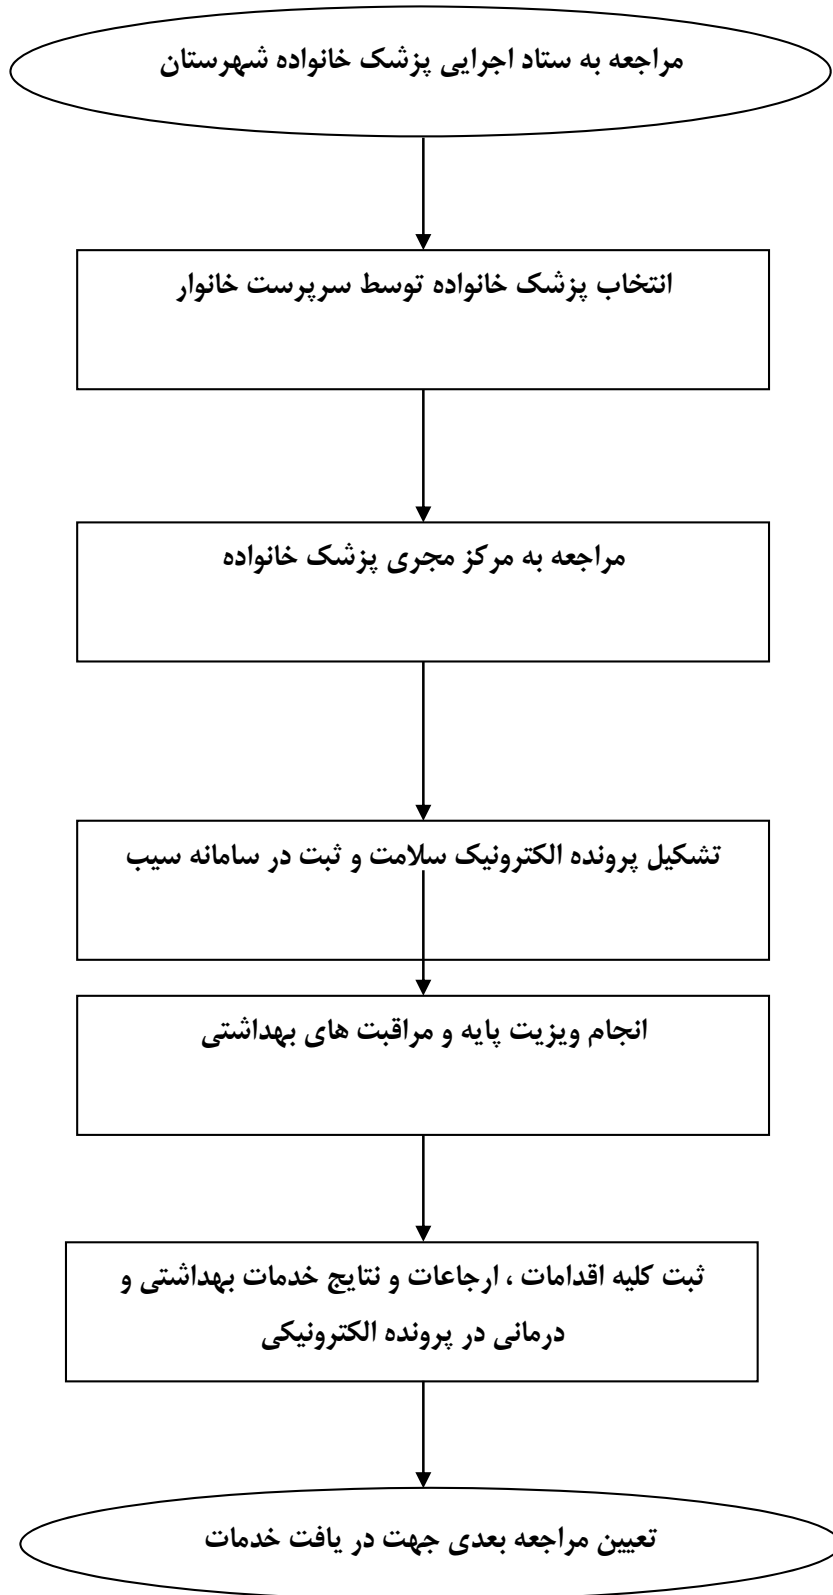 مراجعه به ستاد اجرایی پزشک خانواده شهرستان
انتخاب پزشک خانواده توسط سرپرست خانوار
مراجعه به مرکز مجری پزشک خانواده
تشکیل پرونده الکترونیک سلامت و ثبت در سامانه سیب
انجام ویزیت پایه و مراقبت های بهداشتی
ثبت کلیه اقدامات ، ارجاعات و نتایج خدمات بهداشتی و
درمانی در پرونده الکترونیکی
تعیین مراجعه بعدی جهت در یافت خدمات